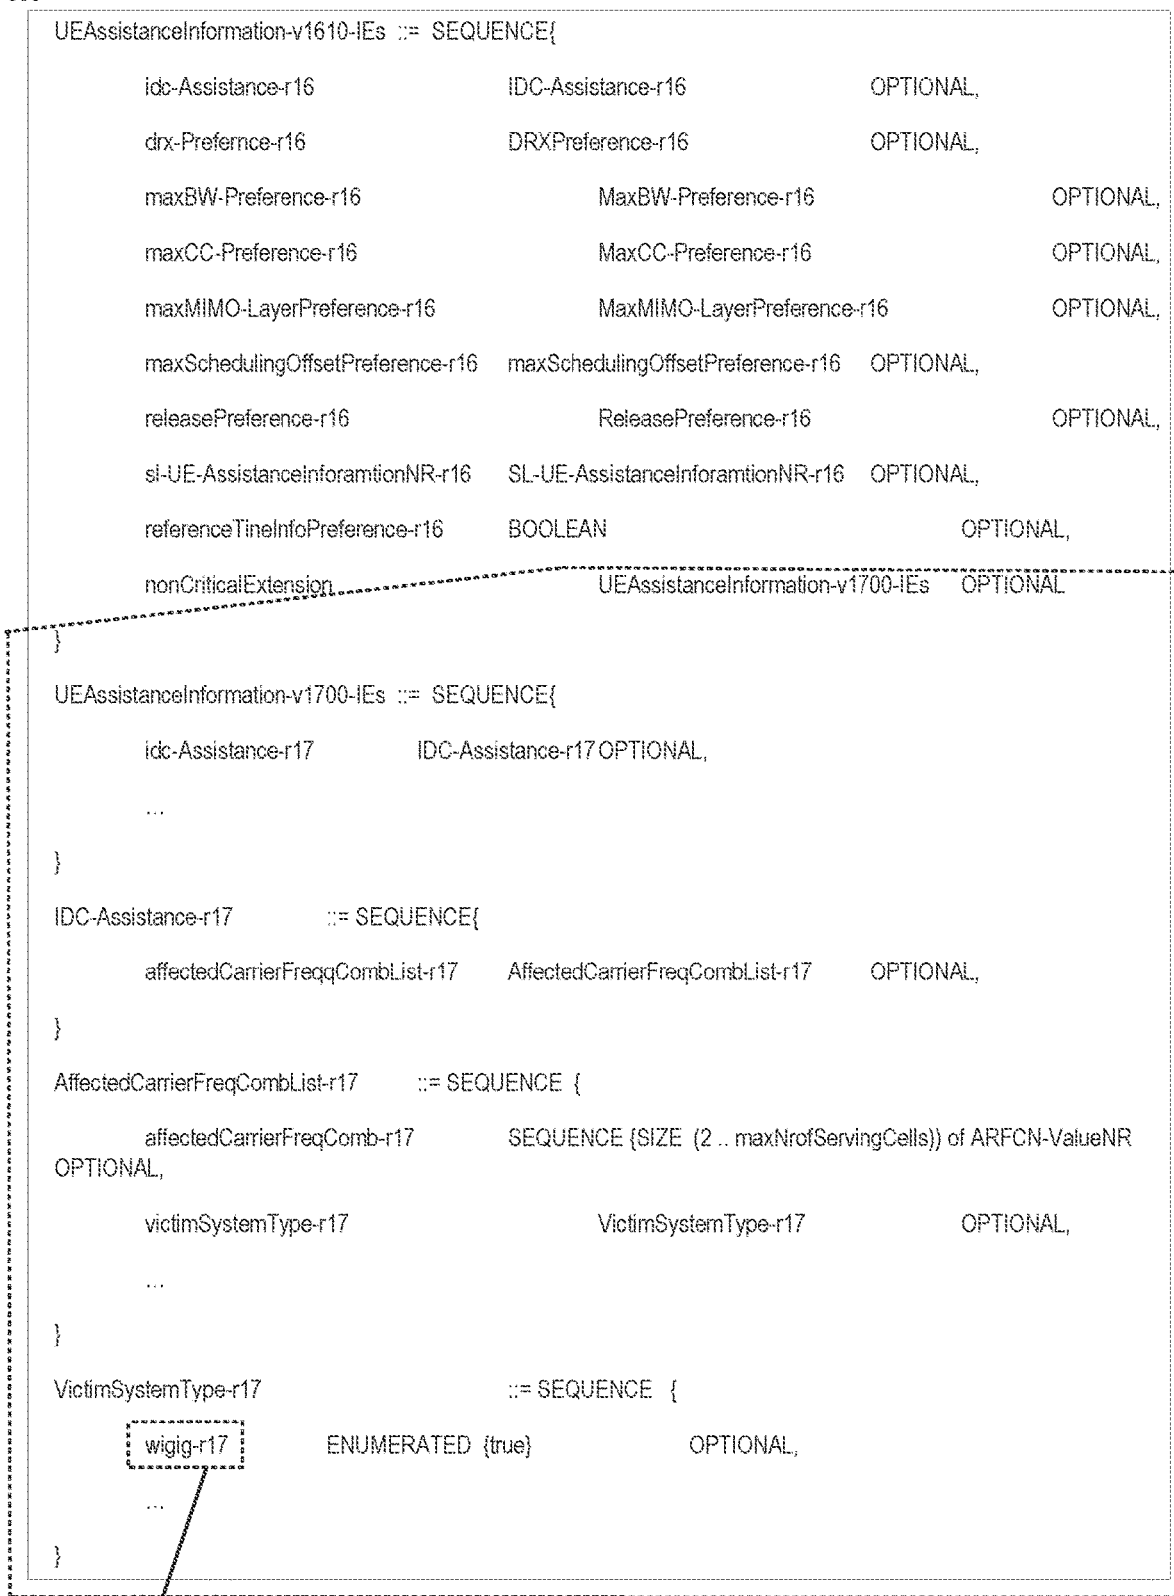 UEAssistanceInformation-v1610-IEs ::= SEQUENCE{
idc-Assistance-r16 IDC-Assistance-r16 OPTIONAL,
drx-Prefernce-r16 DRXPreference-r16 OPTIONAL,
maxBW-Preference-r16 MaxBW-Preference-r16 OPTIONAL,
maxCC-Preference-r16 MaxCC-Preference-r16 OPTIONAL,
maxMIMO-LayerPreference-r16 MaxMIMO-LayerPreference-r16 OPTIONAL,
maxSchedulingOffsetPreference-r16 maxSchedulingOffsetPreference-r16 OPTIONAL,
releasePreference-r16 ReleasePreference-r16 OPTIONAL,
sl-UE-AssistanceInforamtionNR-r16 SL-UE-AssistanceInforamtionNR-r16 OPTIONAL,
referenceTineInfoPreference-r16 BOOLEAN OPTIONAL,
nonCriticalExtension UEAssistanceInformation-v1700-IEs OPTIONAL
}
UEAssistanceInformation-v1700-IEs ::= SEQUENCE{
idc-Assistance-r17 IDC-Assistance-r17 OPTIONAL,
...
}
IDC-Assistance-r17 ::= SEQUENCE{
affectedCarrierFreqqCombList-r17 AffectedCarrierFreqCombList-r17 OPTIONAL,
}
AffectedCarrierFreqCombList-r17 ::= SEQUENCE {
affectedCarrierFreqComb-r17 SEQUENCE {SIZE (2 .. maxNrofServingCells)) of ARFCN-ValueNR
OPTIONAL,
victimSystemType-r17 VictimSystemType-r17 OPTIONAL,
...
}
VictimSystemType-r17 ::= SEQUENCE {
wigig-r17 ENUMERATED {true} OPTIONAL,
...
}